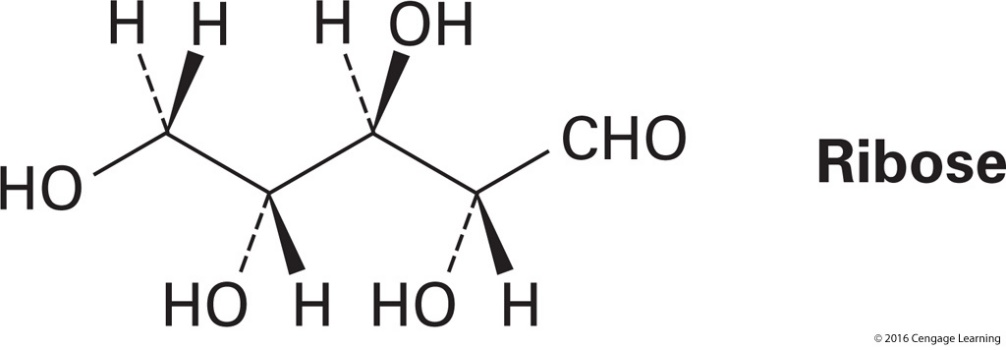 H H H OH
CHO
HO
Ribose
HO H HO H
© 2016 Cengage Learning